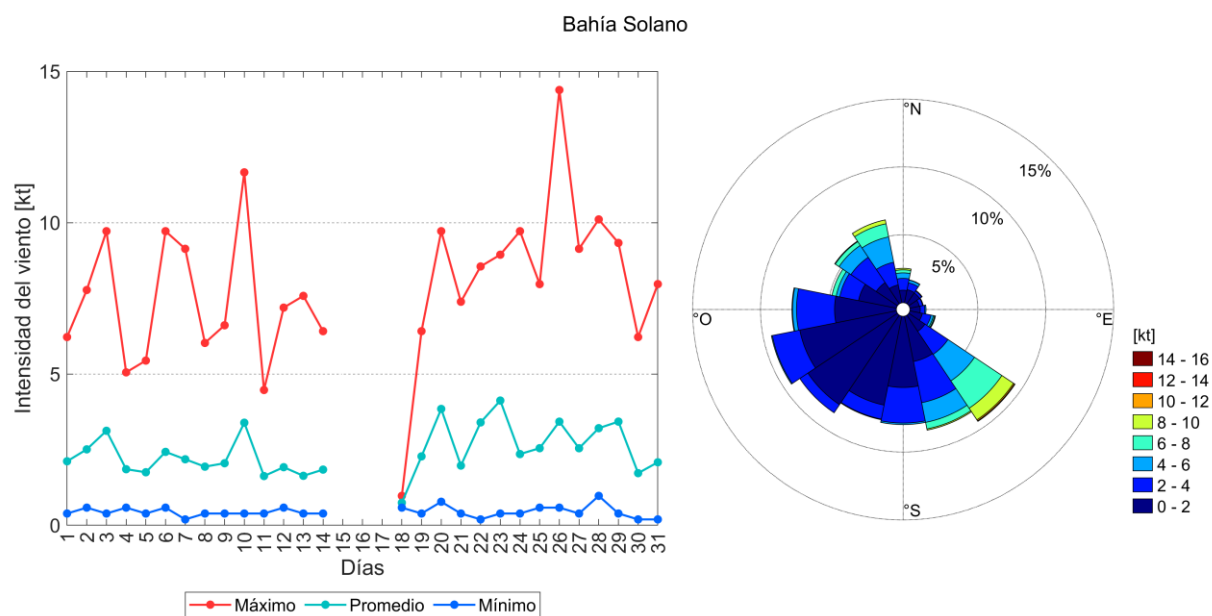 Bahía Solano
Intensidad del viento [kt]
15
10
5
0
1 2 3 4 5 6 7 8 9 10 11 12 13 14 15 16 17 18 19 20 21 22 23 24 25 26 27 28 29 30 31
Días
Máximo Promedio Mínimo
°N
15%
10%
5%
°O
°E
°S
[kt]
14 - 16
12 - 14
10 - 12
8 - 10
6 - 8
4 - 6
2 - 4
0 - 2